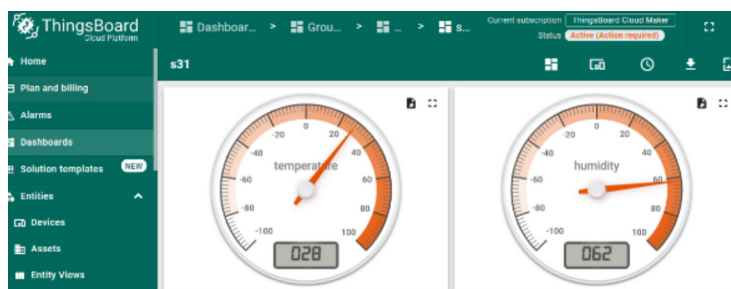 ThingsBoard
Cloud Platform
Dashboar... > Grou... > ... > s...
Current subscription ThingsBoard Cloud Maker
Status Active (Action required)
Home
s31
Plan and billing
Alarms
Dashboards
Solution templates NEW
Entities
Devices
Assets
Entity Views
-100 -80 -60 -40 -20 0 20 40 60 80 100
temperature
028
-100 -80 -60 -40 -20 0 20 40 60 80 100
humidity
062